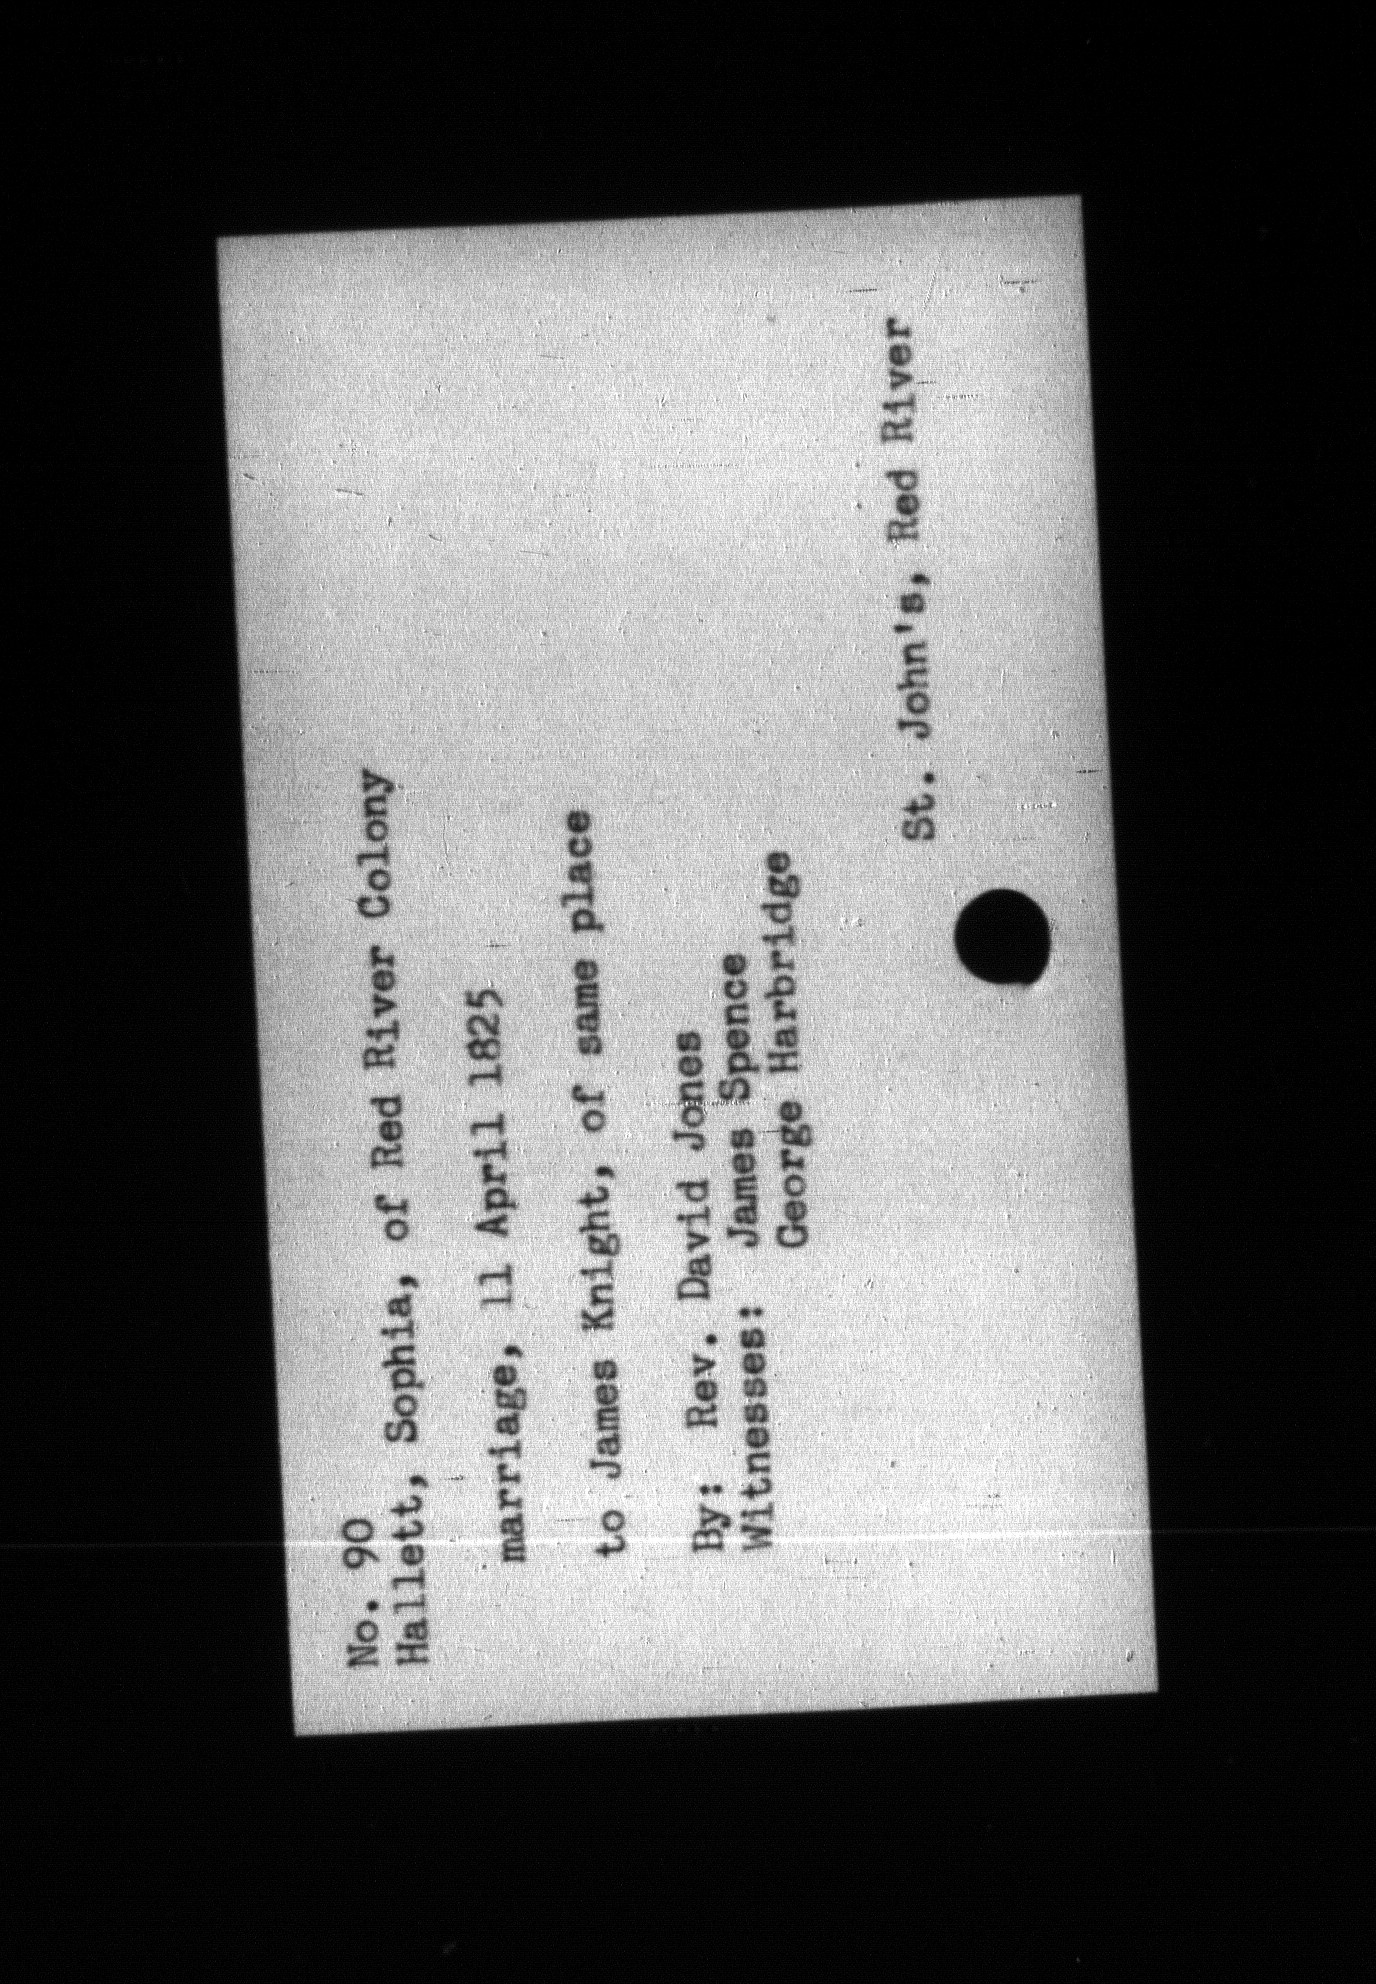 No. 90
Hallett, Sophia, of Red River Colony
marriage, 11 April 1825
to James Knight, of same place
By: Rev. David Jones
Witnesses: James Spence
George Harbridge
St. John's, Red River